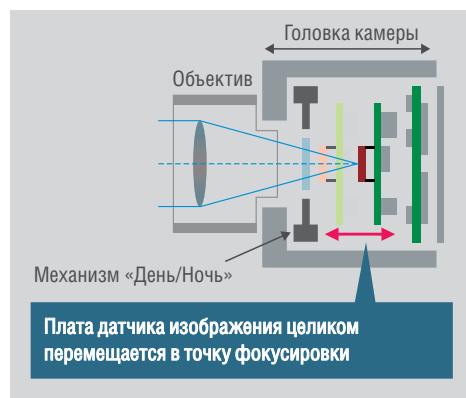 Головка камеры
Объектив
Механизм «День/Ночь»
Плата датчика изображения целиком
перемещается в точку фокусировки